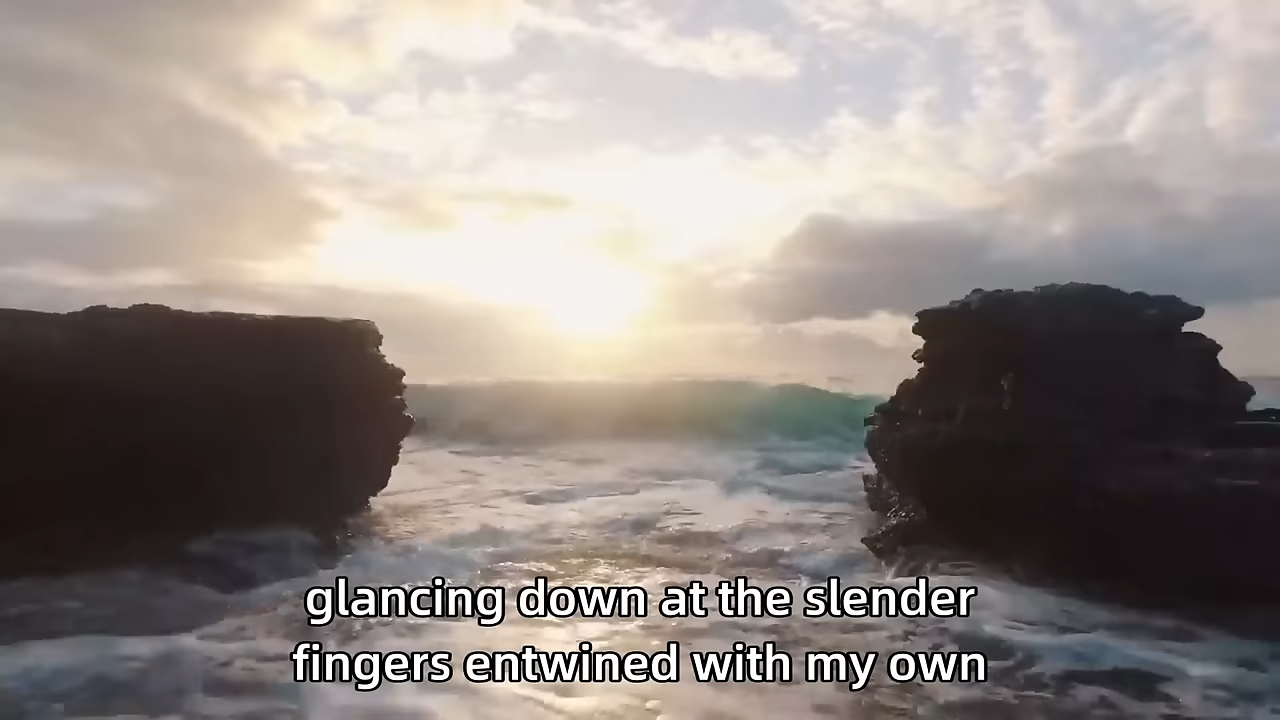 glancing down at the slender
fingers entwined with my own